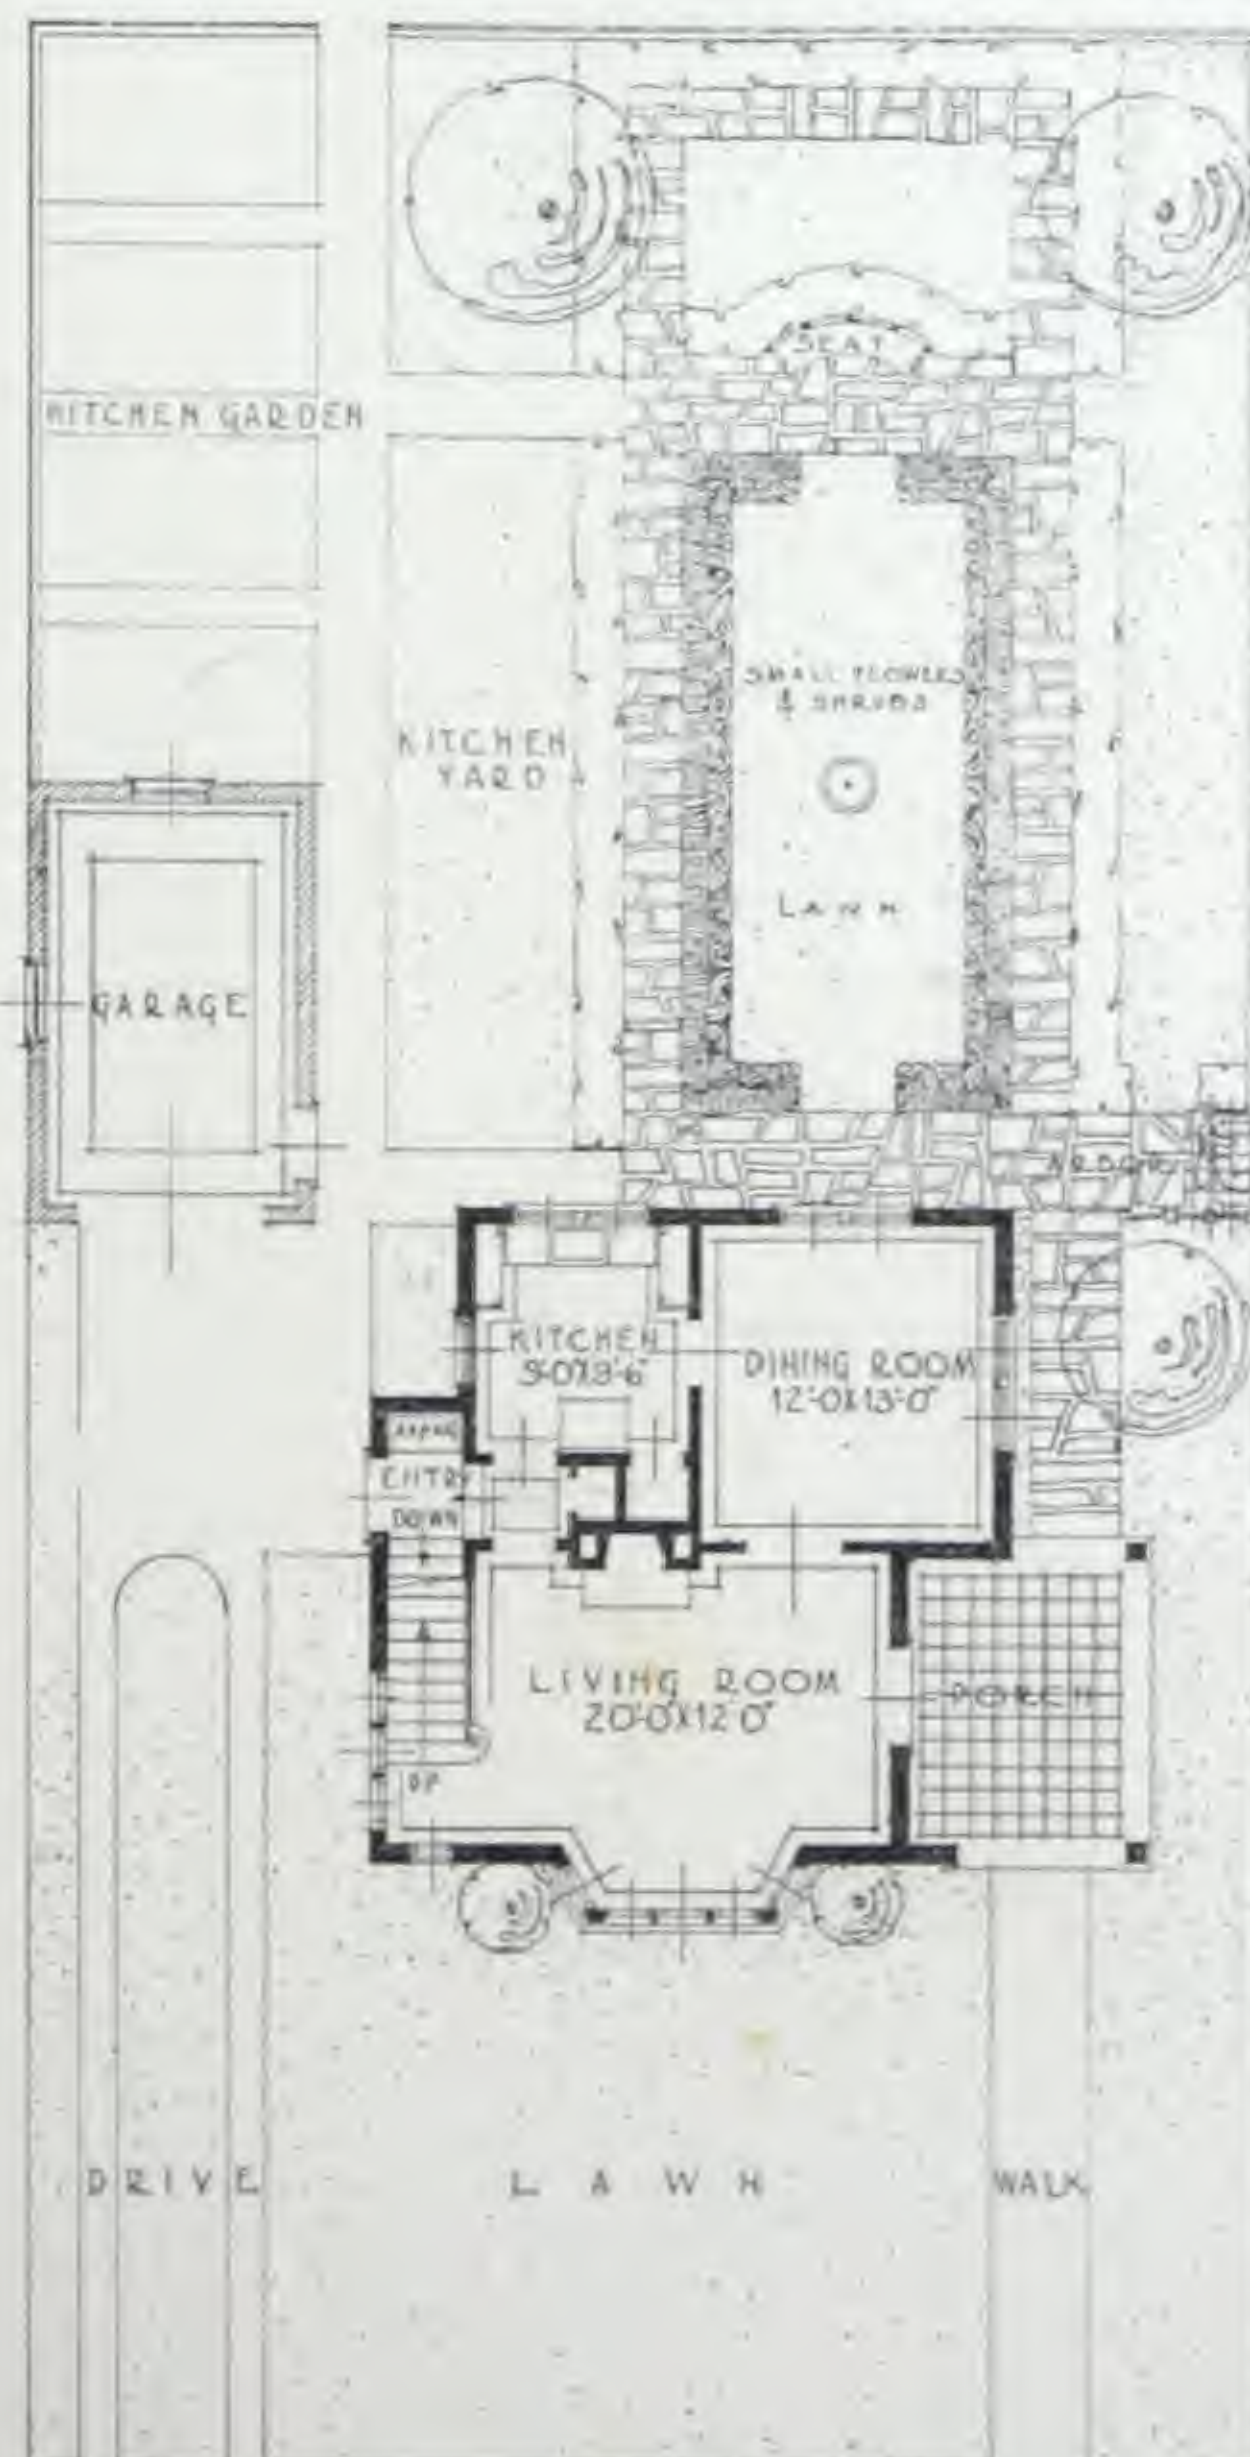 SEAT
KITCHEN GARDEN
SMALL FLOWERS
& SHRUBS
KITCHEN
YARD
LAWN
GARAGE
ARBOR
KITCHEN
9'-0"X9'-6"
DINING ROOM
12'-0"X13'-0"
ENTRY
DOWN
LIVING ROOM
20'-0"X12'0"
PORCH
UP
DRIVE
LAWN
WALK